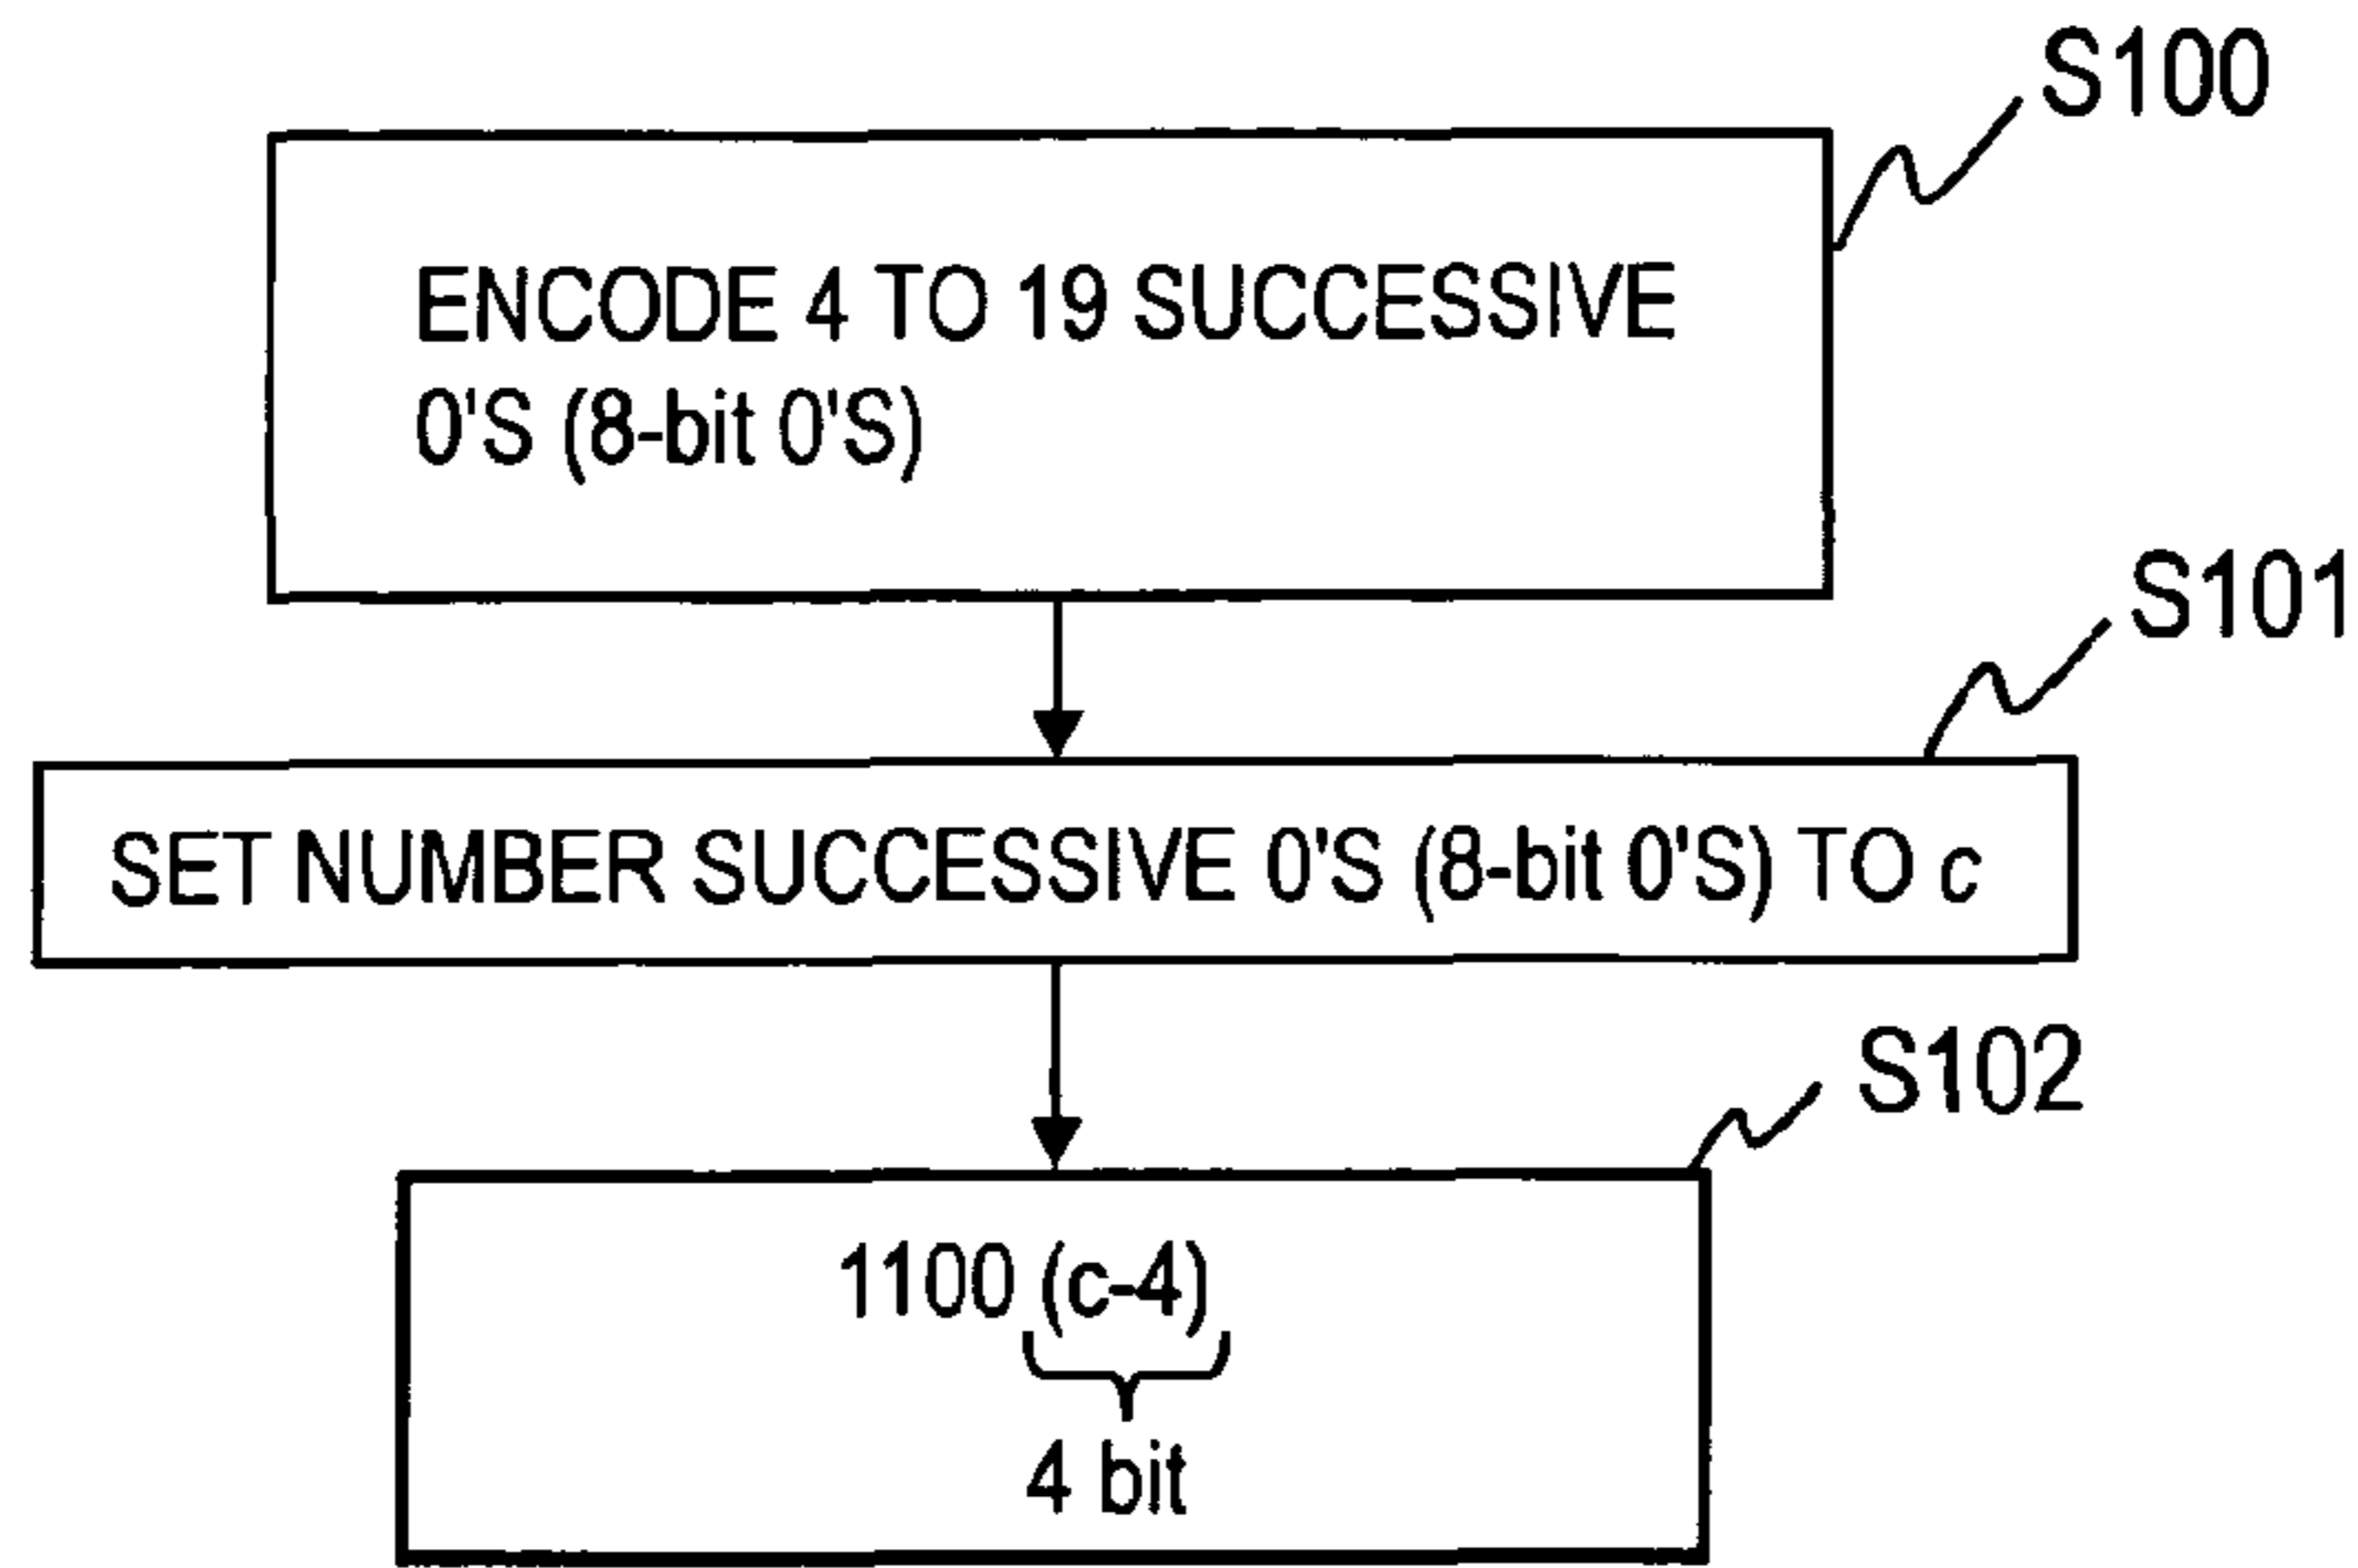 S100
ENCODE 4 TO 19 SUCCESSIVE
0'S (8-bit 0'S)
S101
SET NUMBER SUCCESSIVE 0'S (8-bit 0'S) TO c
S102
1100 (c-4)
4 bit